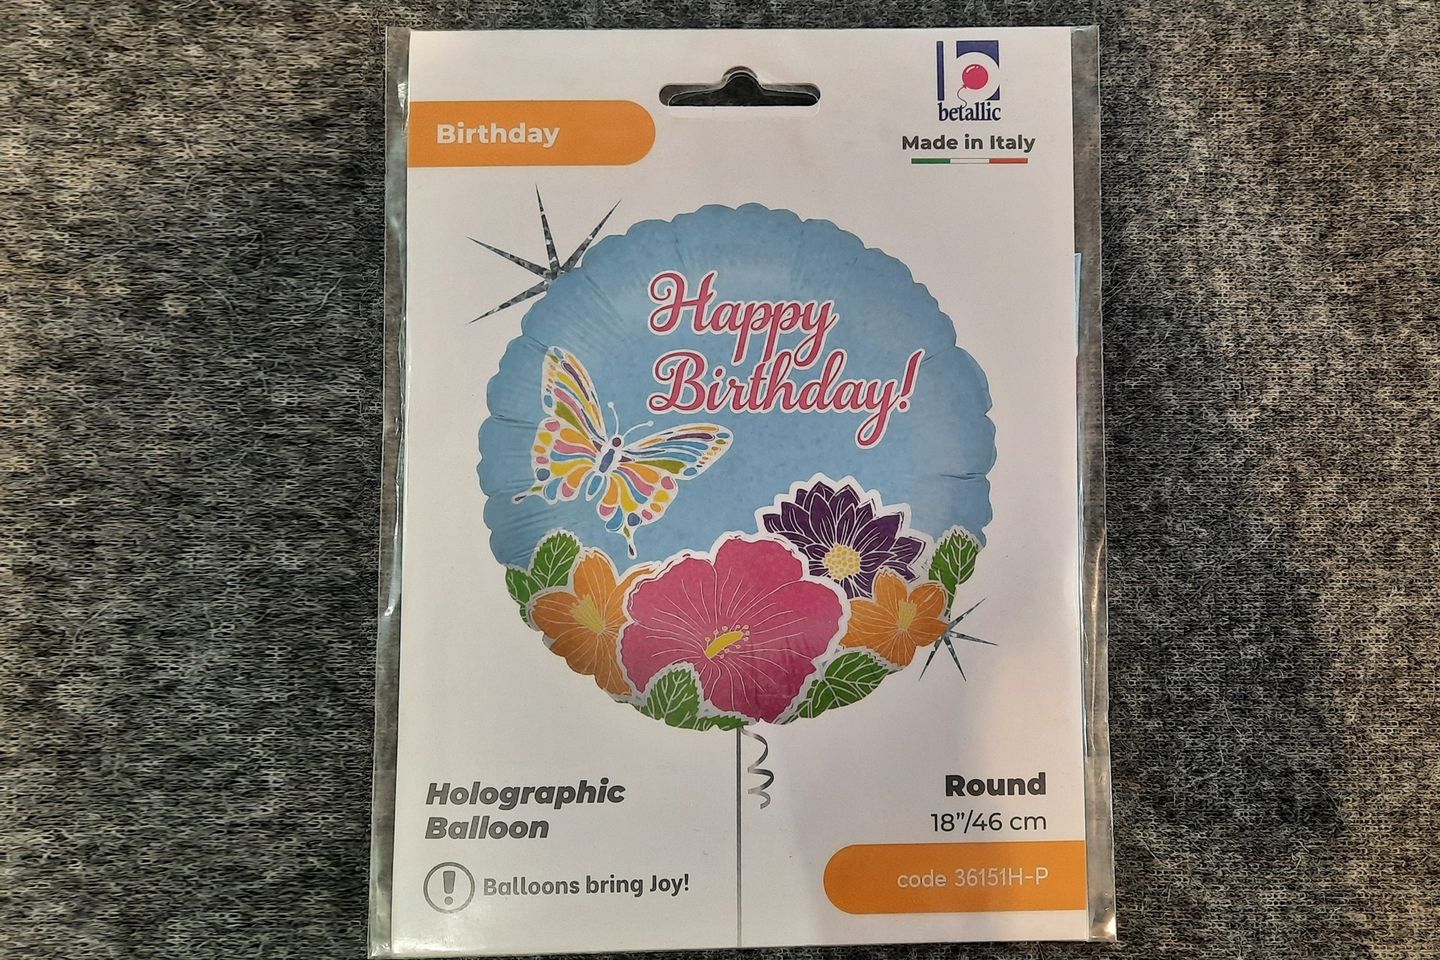 betallic
Made in Italy
Birthday
Happy
Birthday!
Holographic
Balloon
Balloons bring Joy!
Round
18”/46 cm
code 36151H-P